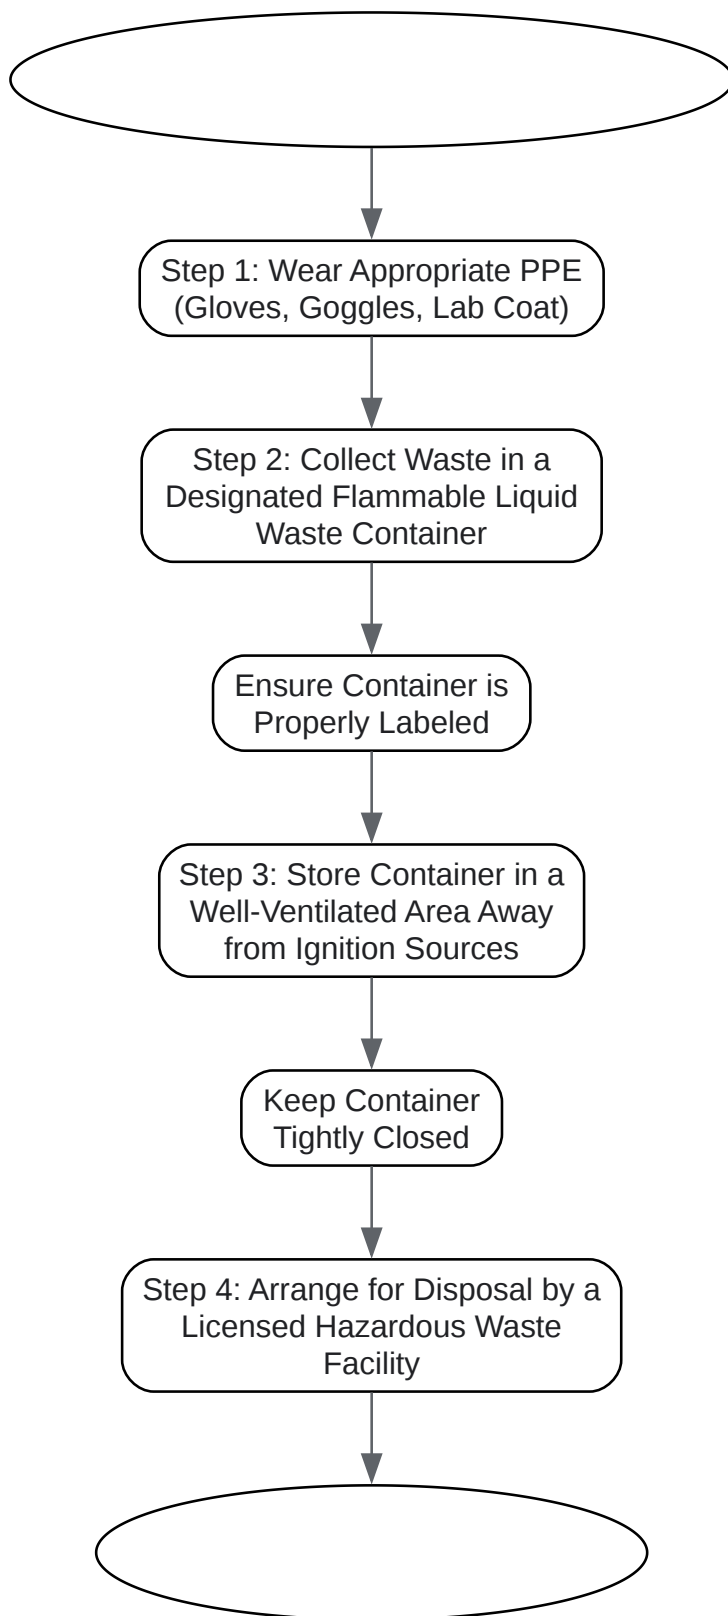 Step 1: Wear Appropriate PPE
(Gloves, Goggles, Lab Coat)
Step 2: Collect Waste in a
Designated Flammable Liquid
Waste Container
Ensure Container is
Properly Labeled
Step 3: Store Container in a
Well-Ventilated Area Away
from Ignition Sources
Keep Container
Tightly Closed
Step 4: Arrange for Disposal by a
Licensed Hazardous Waste
Facility